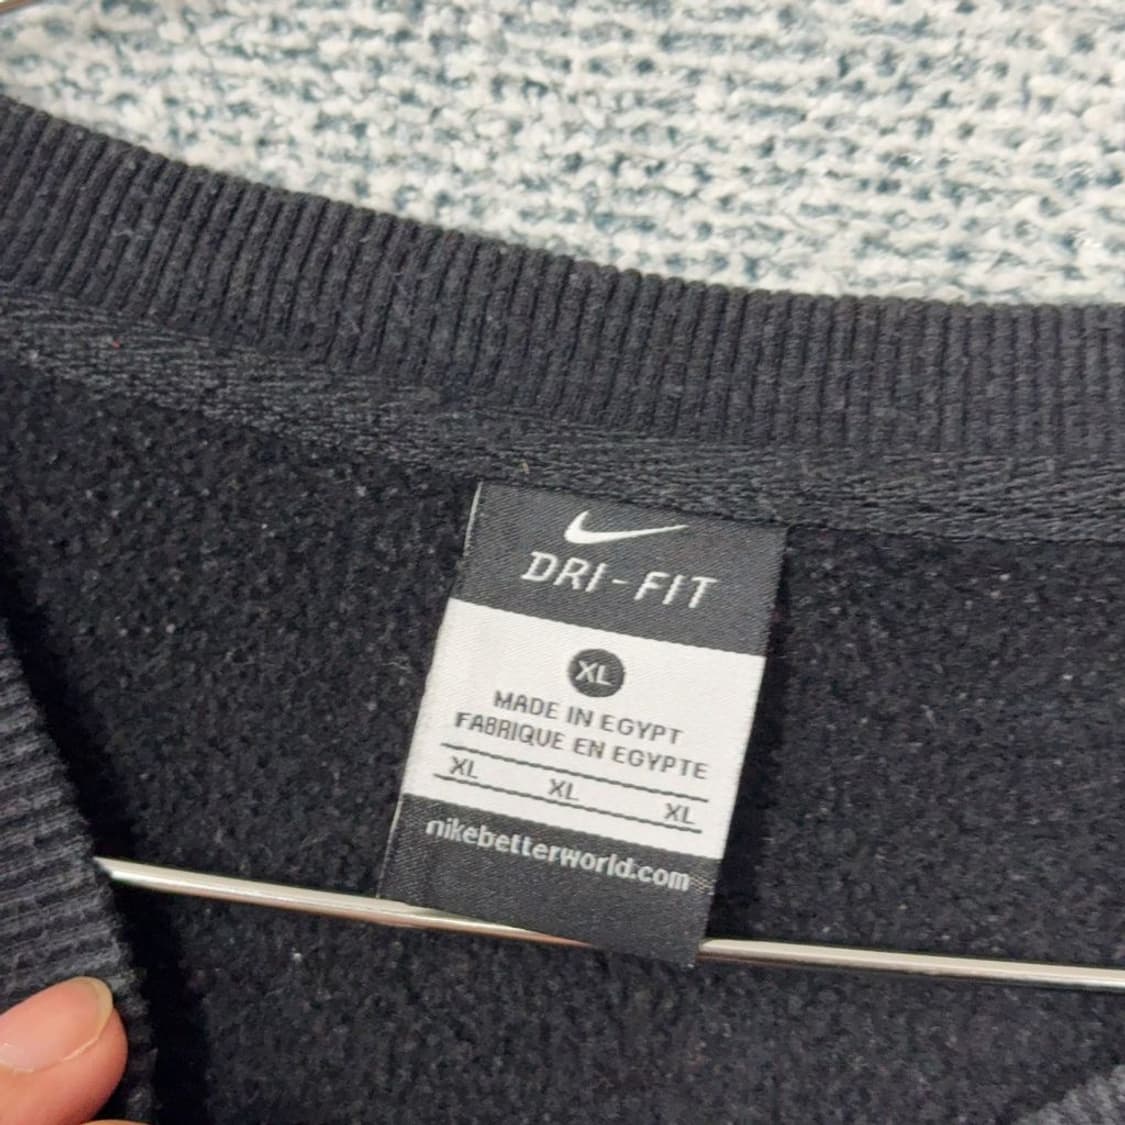 DRI-FIT
XL
MADE IN EGYPT
FABRIQUE EN EGYPTE
XL XL XL
nikebetterworld.com